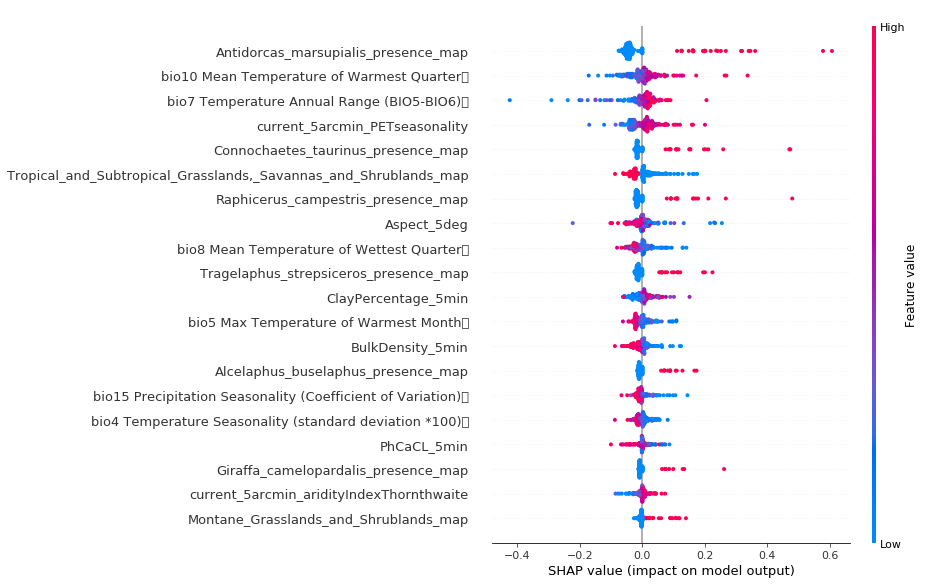 High
Antidorcas_marsupialis_presence_map
bio10 Mean Temperature of Warmest Quarter
bio7 Temperature Annual Range (BIO5-BIO6)
current_5arcmin_PETseasonality
Connochaetes_taurinus_presence_map
Tropical_and_Subtropical_Grasslands,_Savannas_and_Shrublands_map
Raphicerus_campestris_presence_map
Aspect_5deg
bio8 Mean Temperature of Wettest Quarter
Tragelaphus_strepsiceros_presence_map
ClayPercentage_5min
bio5 Max Temperature of Warmest Month
BulkDensity_5min
Alcelaphus_buselaphus_presence_map
bio15 Precipitation Seasonality (Coefficient of Variation)
bio4 Temperature Seasonality (standard deviation *100)
PhCaCL_5min
Giraffa_camelopardalis_presence_map
current_5arcmin_aridityIndexThornthwaite
Montane_Grasslands_and_Shrublands_map
Feature value
Low
−0.4 −0.2 0.0 0.2 0.4 0.6
SHAP value (impact on model output)